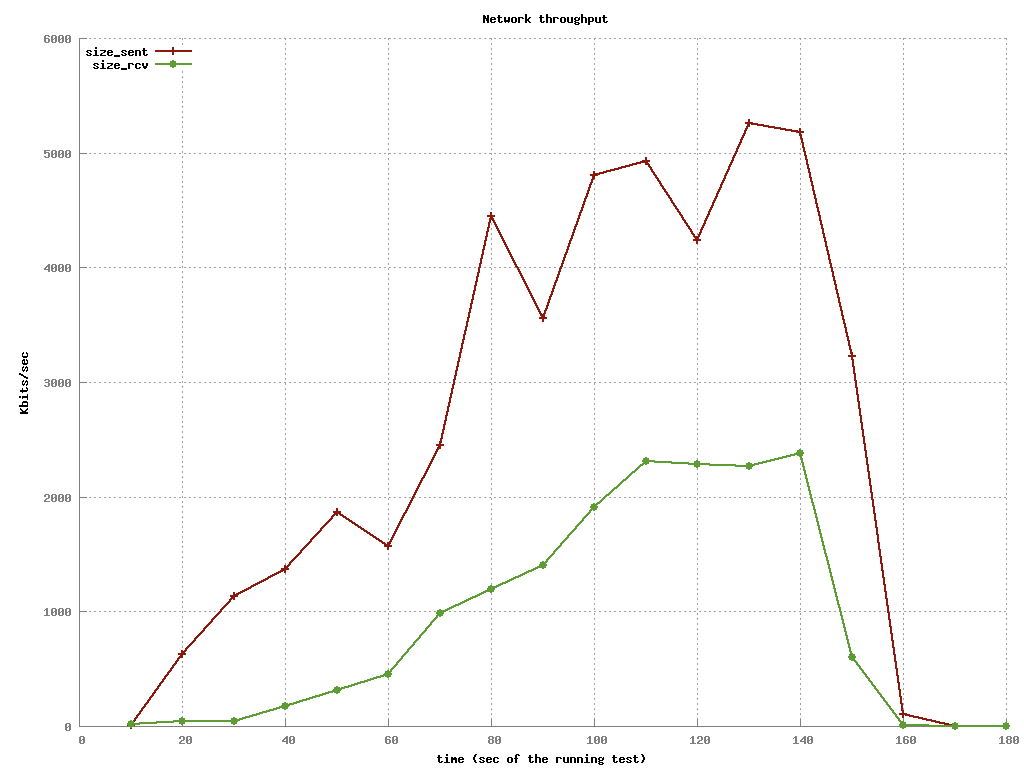 Network throughput
6000
size_sent
size_rcv
5000
4000
3000
Kbits/sec
2000
1000
0
0 20 40 60 80 100 120 140 160 180
time (sec of the running test)